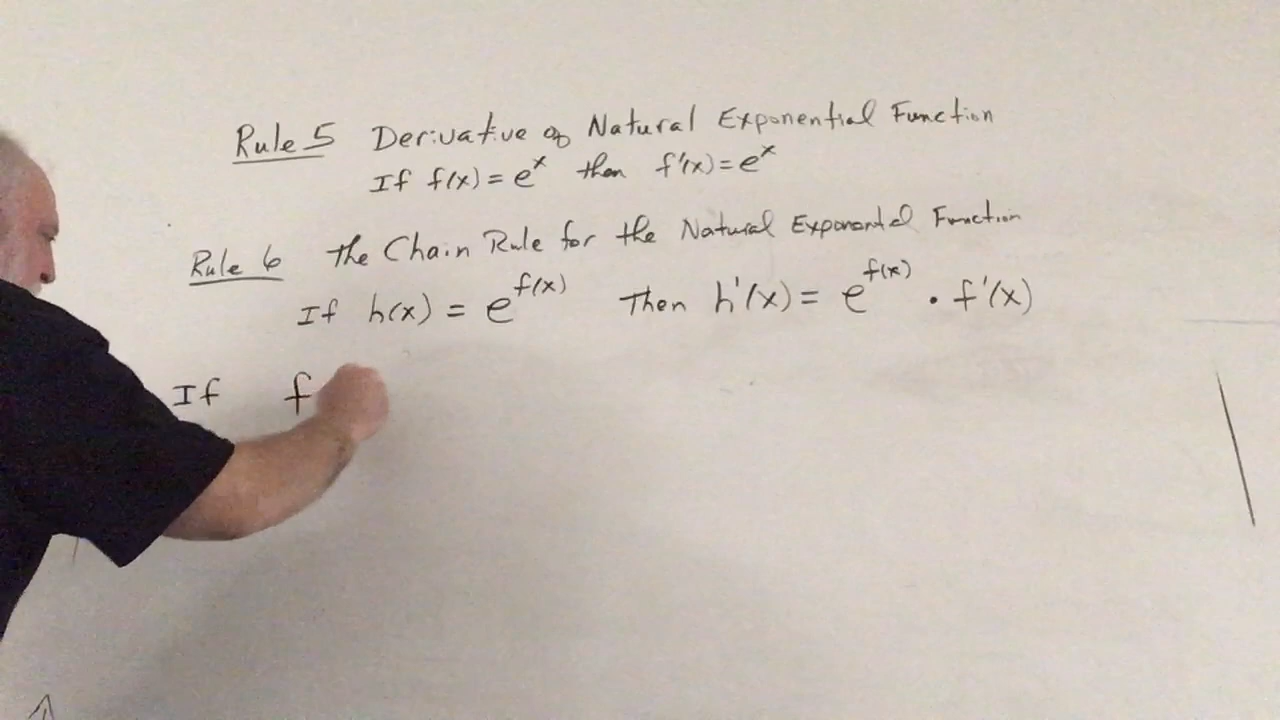 Rule 5 Derivative of Natural Exponential Function
If f(x) = e^x then f'(x) = e^x
Rule 6 The Chain Rule for the Natural Exponential Function
If h(x) = e^f(x) Then h'(x) = e^f(x) · f'(x)
If f